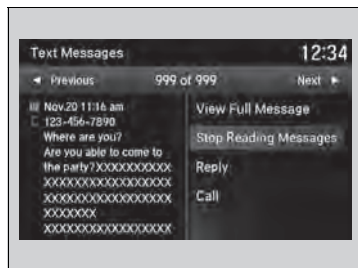 Text Messages 12:34
Previous 999 of 999 Next
Nov.20 11:16 am
123-456-7890
Where are you?
Are you able to come to
the party?XXXXXXXXXX
XXXXXXXXXXXXXXXXX
XXXXXXXXXXXXXXXXX
XXXXXXX
XXXXXXXXXXXXXXXXX
View Full Message
Stop Reading Messages
Reply
Call